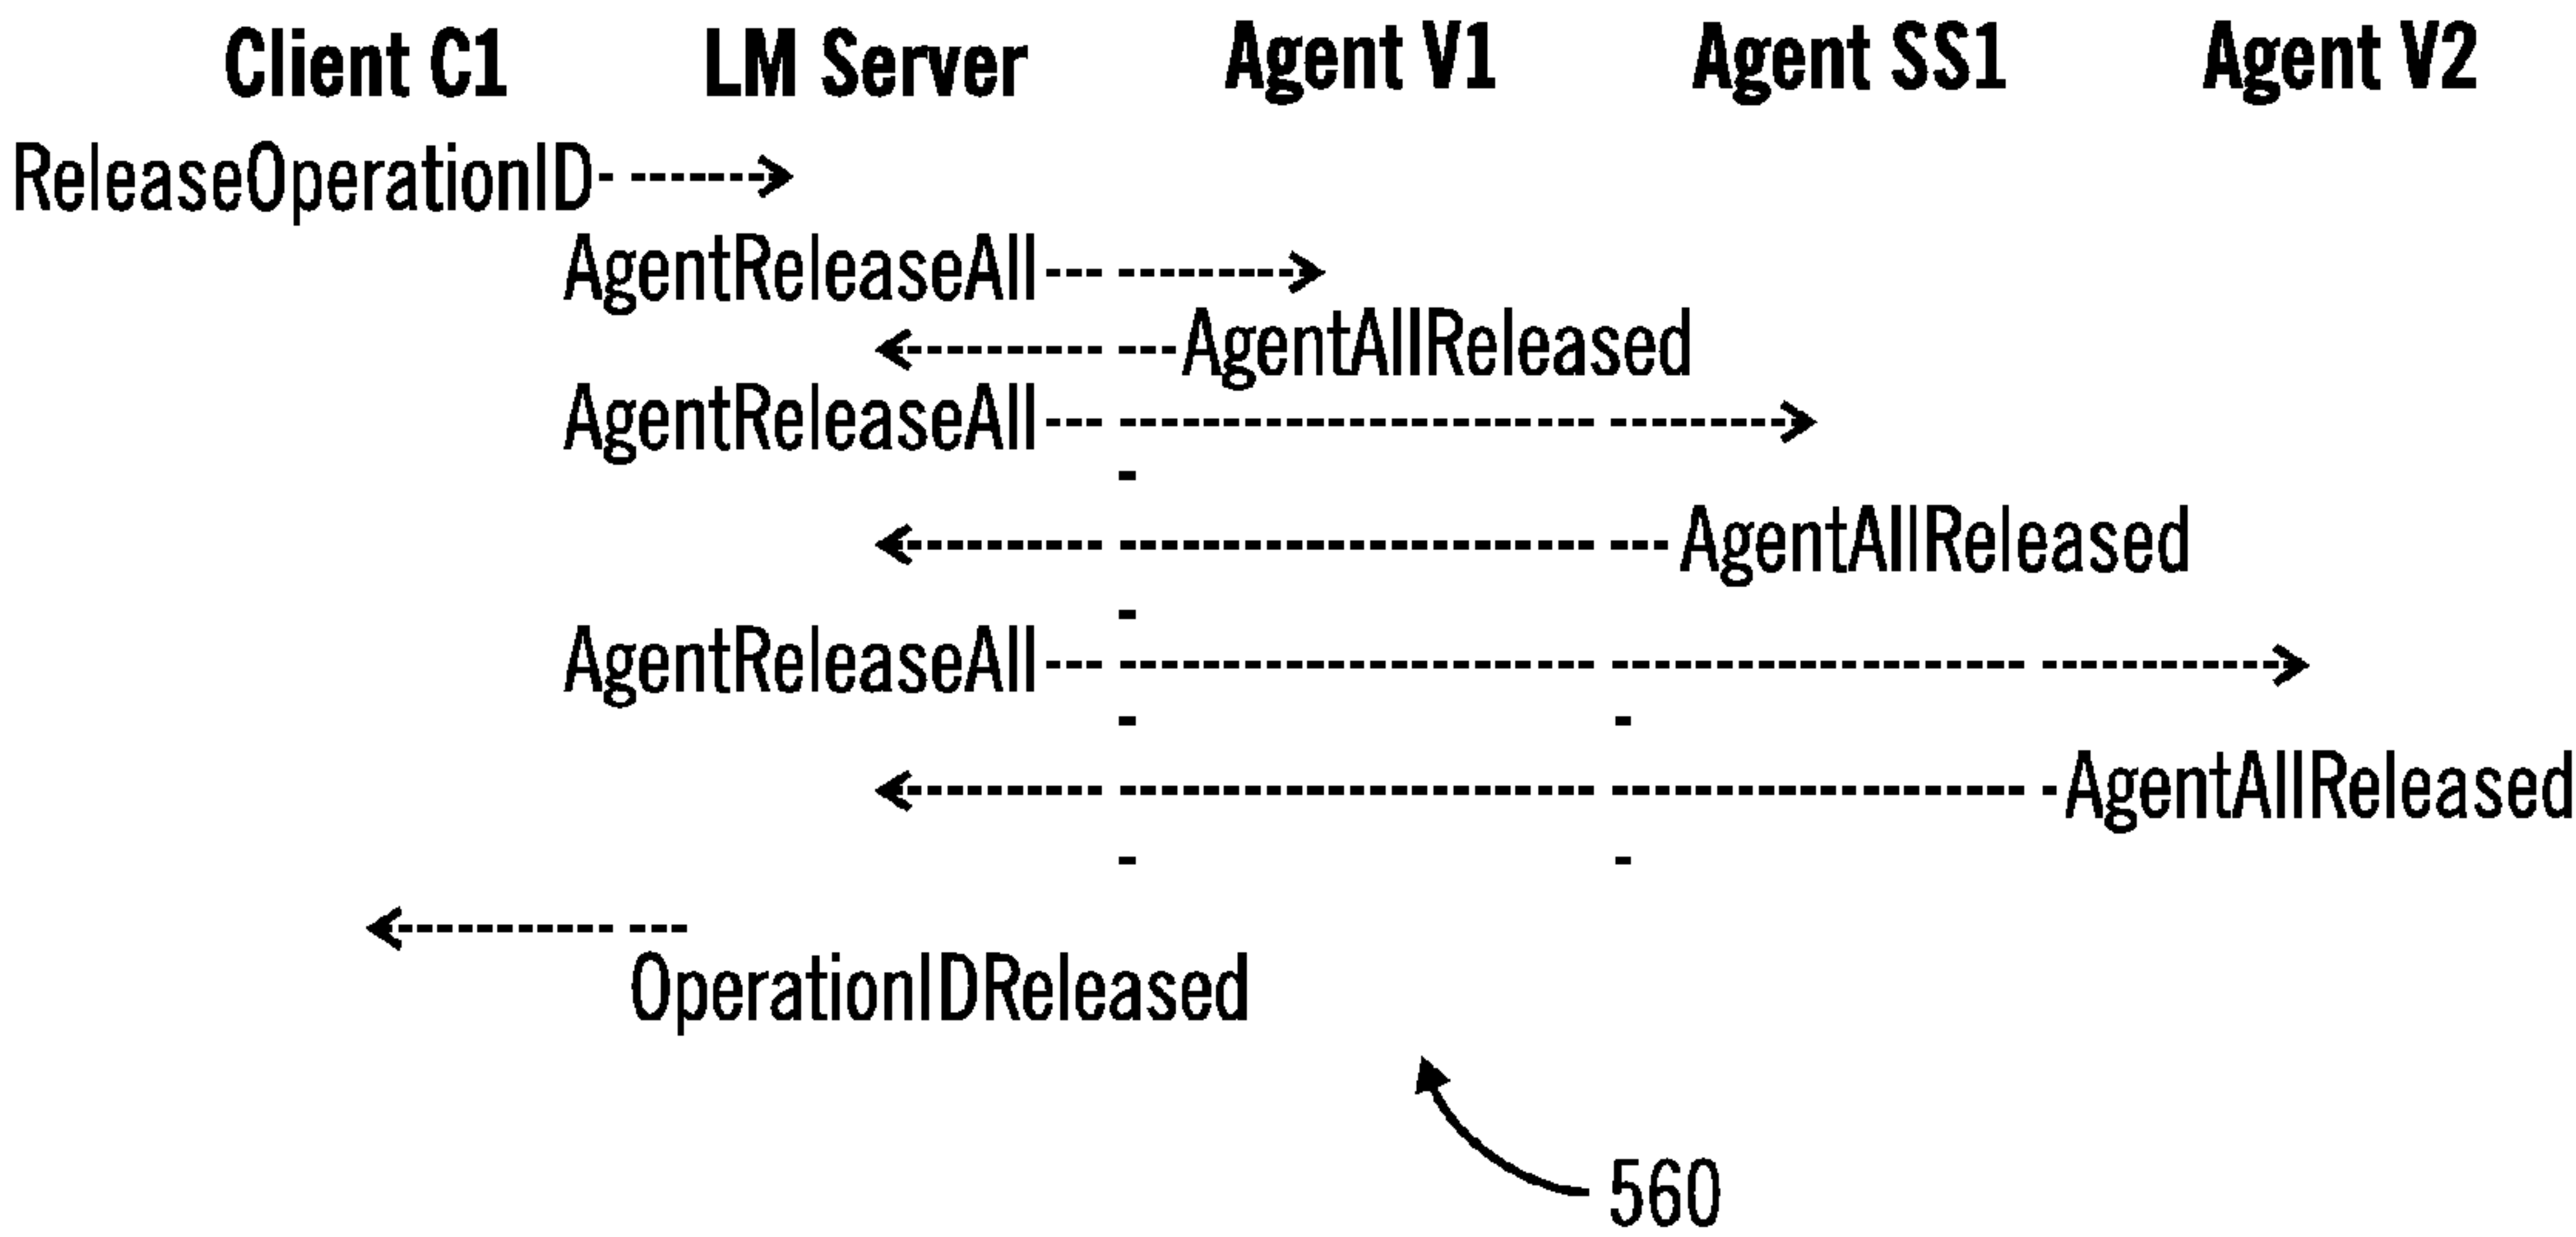 Client C1 LM Server Agent V1 Agent SS1 Agent V2
ReleaseOperationID
AgentReleaseAll
AgentAllReleased
AgentReleaseAll
AgentAllReleased
AgentReleaseAll
AgentAllReleased
OperationIDReleased
560